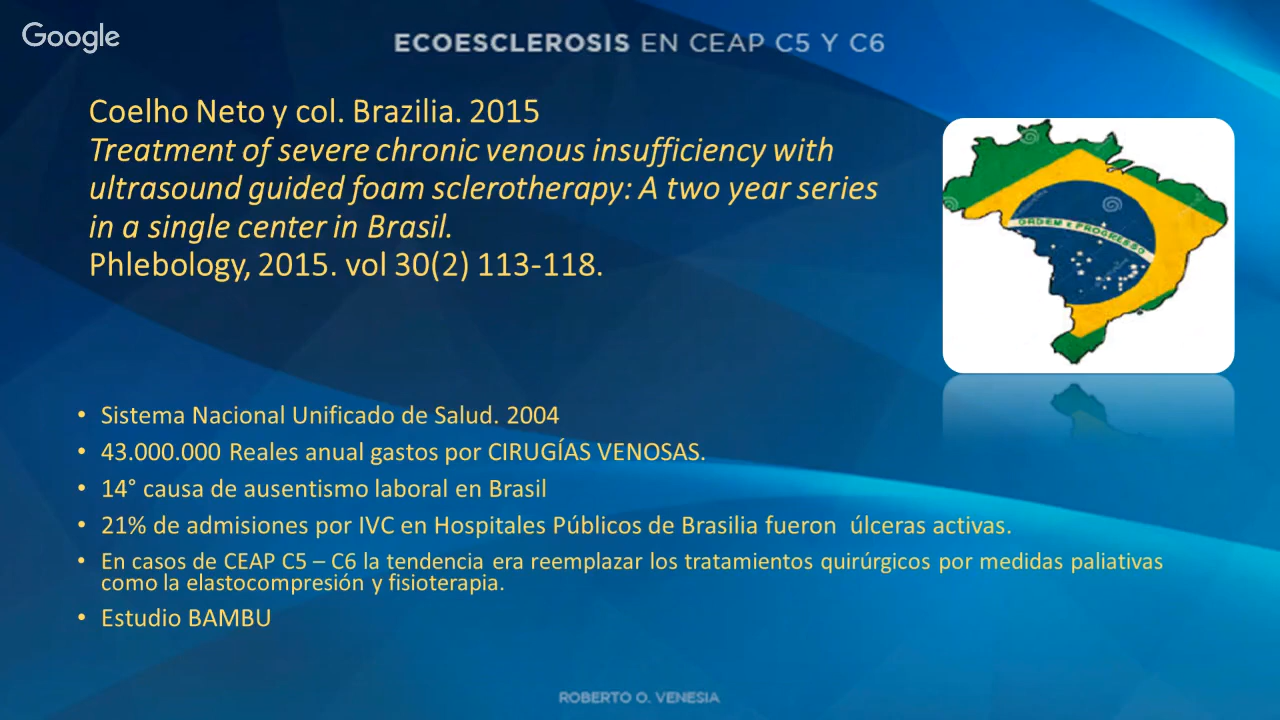 Google
ECOESCLEROSIS EN CEAP C5 Y C6
Coelho Neto y col. Brazilia. 2015
Treatment of severe chronic venous insufficiency with
ultrasound guided foam sclerotherapy: A two year series
in a single center in Brasil.
Phlebology, 2015. vol 30(2) 113-118.
ORDEM E PROGRESSO
• Sistema Nacional Unificado de Salud. 2004
• 43.000.000 Reales anual gastos por CIRUGÍAS VENOSAS.
• 14° causa de ausentismo laboral en Brasil
• 21% de admisiones por IVC en Hospitales Públicos de Brasilia fueron úlceras activas.
• En casos de CEAP C5 – C6 la tendencia era reemplazar los tratamientos quirúrgicos por medidas paliativas
como la elastocompresión y fisioterapia.
• Estudio BAMBU
ROBERTO O. VENESIA